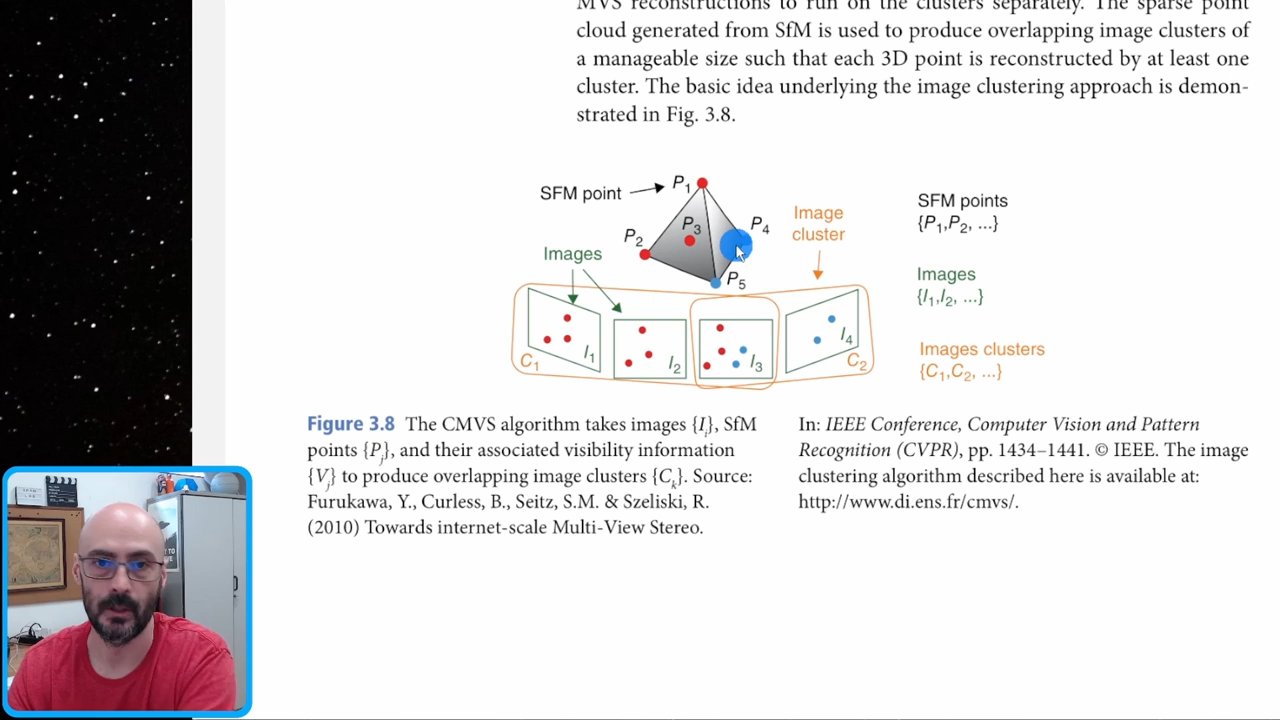 MVS reconstructions to run on the clusters separately. The sparse point
cloud generated from SfM is used to produce overlapping image clusters of
a manageable size such that each 3D point is reconstructed by at least one
cluster. The basic idea underlying the image clustering approach is demon-
strated in Fig. 3.8.
SFM point
P1
P2
P3
P4
P5
Images
Image
cluster
C1
I1
I2
I3
I4
C2
SFM points
{P1,P2, ...}
Images
{I1,I2, ...}
Images clusters
{C1,C2, ...}
Figure 3.8 The CMVS algorithm takes images {Ii}, SfM
points {Pj}, and their associated visibility information
{Vj} to produce overlapping image clusters {Ck}. Source:
Furukawa, Y., Curless, B., Seitz, S.M. & Szeliski, R.
(2010) Towards internet-scale Multi-View Stereo.
In: IEEE Conference, Computer Vision and Pattern
Recognition (CVPR), pp. 1434–1441. © IEEE. The image
clustering algorithm described here is available at:
http://www.di.ens.fr/cmvs/.